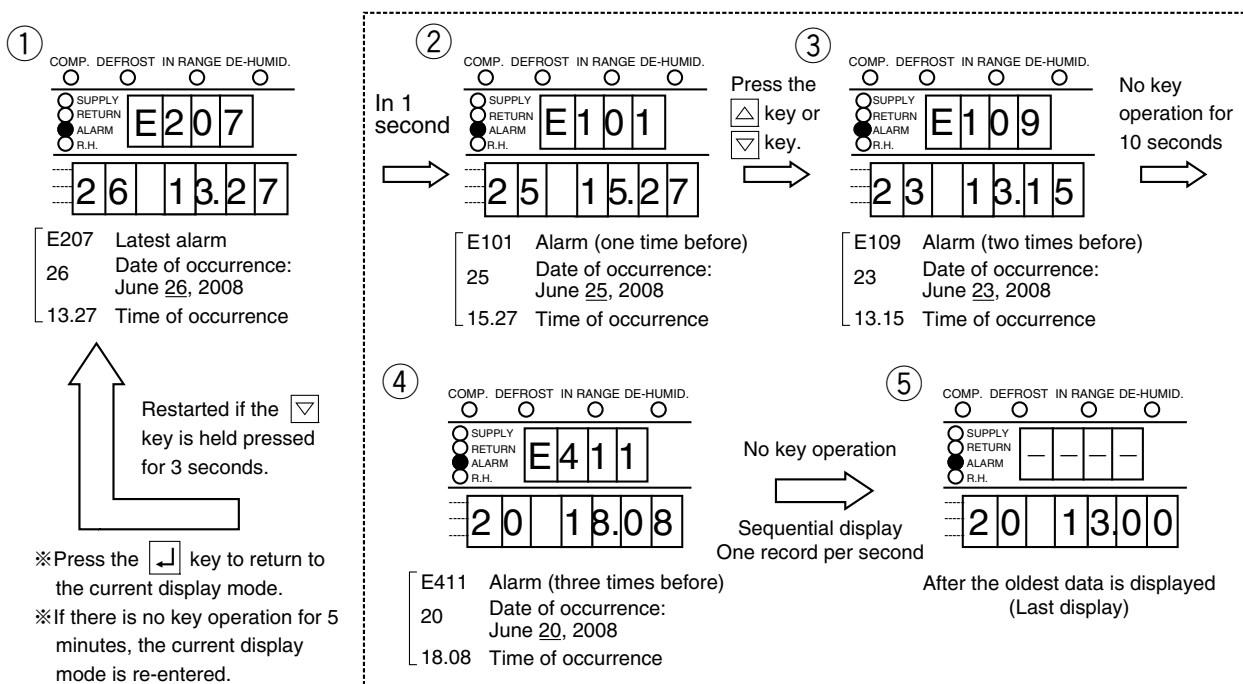 ①
COMP. DEFROST IN RANGE DE-HUMID.
SUPPLY
RETURN
ALARM
R.H.
E207
26 13.27
E207 Latest alarm
26 Date of occurrence:
June 26, 2008
13.27 Time of occurrence
In 1
second
②
COMP. DEFROST IN RANGE DE-HUMID.
SUPPLY
RETURN
ALARM
R.H.
E101
25 15.27
E101 Alarm (one time before)
25 Date of occurrence:
June 25, 2008
15.27 Time of occurrence
Press the
△ key or
▽ key.
③
COMP. DEFROST IN RANGE DE-HUMID.
SUPPLY
RETURN
ALARM
R.H.
E109
23 13.15
E109 Alarm (two times before)
23 Date of occurrence:
June 23, 2008
13.15 Time of occurrence
No key
operation for
10 seconds
④
COMP. DEFROST IN RANGE DE-HUMID.
SUPPLY
RETURN
ALARM
R.H.
E411
20 18.08
E411 Alarm (three times before)
20 Date of occurrence:
June 20, 2008
18.08 Time of occurrence
No key operation
Sequential display
One record per second
⑤
COMP. DEFROST IN RANGE DE-HUMID.
SUPPLY
RETURN
ALARM
R.H.
– – – –
20 13.00
After the oldest data is displayed
(Last display)
Restarted if the ▽
key is held pressed
for 3 seconds.
※Press the ↵ key to return to
the current display mode.
※If there is no key operation for 5
minutes, the current display
mode is re-entered.